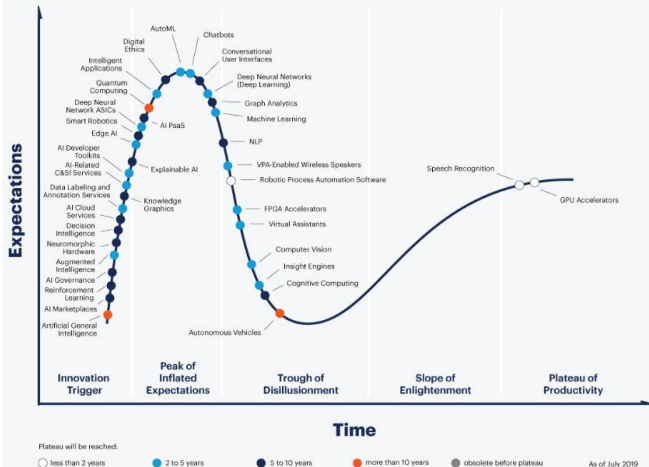 AutoML
Chatbots
Digital
Ethics
Conversational
User Interfaces
Intelligent
Applications
Deep Neural Networks
(Deep Learning)
Quantum
Computing
Graph Analytics
Deep Neural
Network ASICs
Machine Learning
Smart Robotics
AI PaaS
Edge AI
NLP
AI Developer
Toolkits
Explainable AI
VPA-Enabled Wireless Speakers
Speech Recognition
AI-Related
C&SI Services
Robotic Process Automation Software
Data Labeling and
Annotation Services
Knowledge
Graphics
GPU Accelerators
AI Cloud
Services
FPGA Accelerators
Decision
Intelligence
Virtual Assistants
Neuromorphic
Hardware
Computer Vision
Augmented
Intelligence
Insight Engines
AI Governance
Cognitive Computing
Reinforcement
Learning
AI Marketplaces
Artificial General
Intelligence
Autonomous Vehicles
Expectations
Innovation
Trigger
Peak of
Inflated
Expectations
Trough of
Disillusionment
Slope of
Enlightenment
Plateau of
Productivity
Time
Plateau will be reached:
less than 2 years
2 to 5 years
5 to 10 years
more than 10 years
obsolete before plateau
As of July 2019